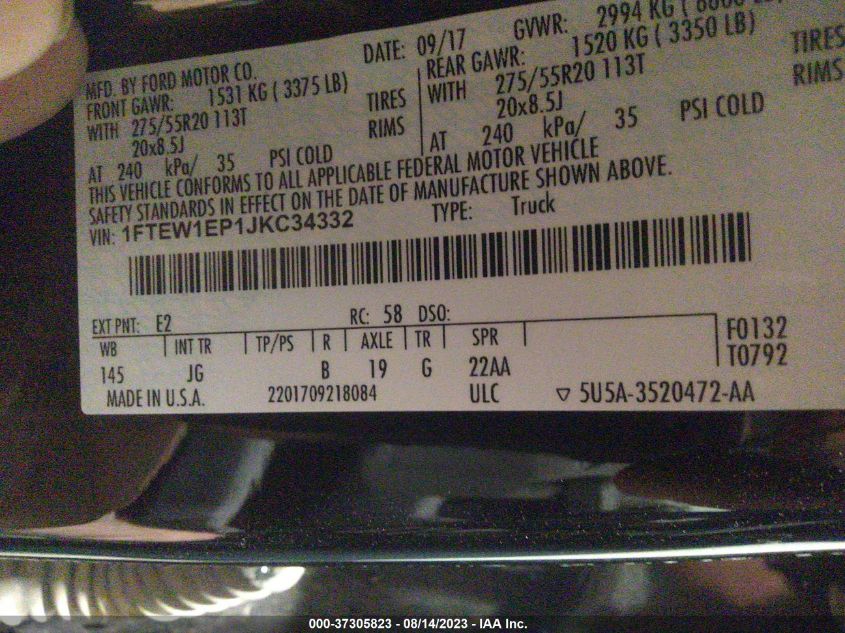 MFD. BY FORD MOTOR CO. DATE: 09/17 GVWR: 2994 KG (
FRONT GAWR: 1531 KG ( 3375 LB) REAR GAWR: 1520 KG ( 3350 LB)
WITH 275/55R20 113T TIRES WITH 275/55R20 113T TIRES
20x8.5J RIMS 20x8.5J RIMS
AT 240 kPa/ 35 PSI COLD AT 240 kPa/ 35 PSI COLD
THIS VEHICLE CONFORMS TO ALL APPLICABLE FEDERAL MOTOR VEHICLE
SAFETY STANDARDS IN EFFECT ON THE DATE OF MANUFACTURE SHOWN ABOVE.
VIN: 1FTEW1EP1JKC34332 TYPE: Truck
EXT PNT: E2 RC: 58 DSO:
WB INT TR TP/PS R AXLE TR SPR F0132
145 JG B 19 G 22AA T0792
MADE IN U.S.A. 2201709218084 ULC ▽ 5U5A-3520472-AA
000-37305823 - 08/14/2023 - IAA Inc.